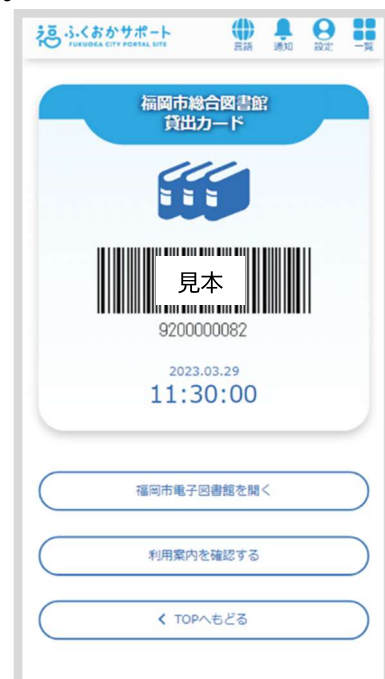 福 ふくおかサポート
FUKUOKA CITY PORTAL SITE
言語 通知 設定 一覧
福岡市総合図書館
貸出カード
見本
9200000082
2023.03.29
11:30:00
福岡市電子図書館を開く
利用案内を確認する
< TOPへもどる